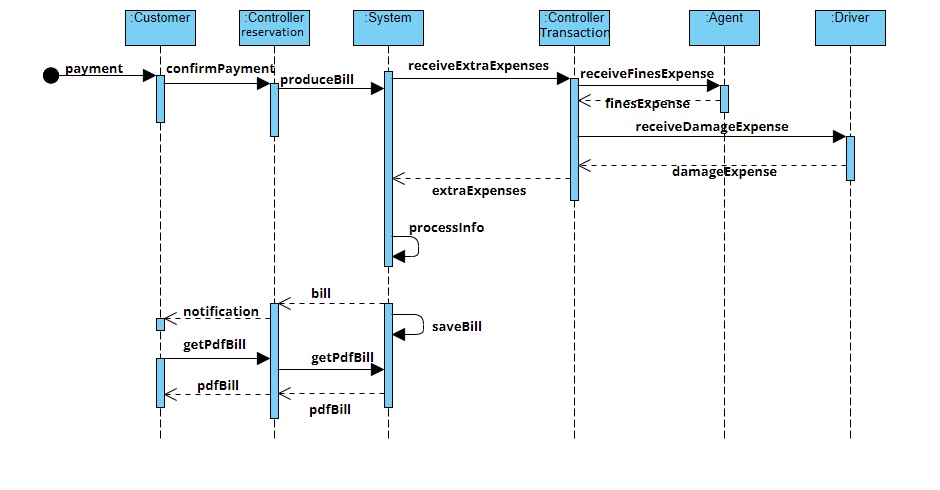 :Customer
:Controller
reservation
:System
:Controller
Transaction
:Agent
:Driver
payment
confirmPayment
produceBill
receiveExtraExpenses
receiveFinesExpense
finesExpense
receiveDamageExpense
damageExpense
extraExpenses
processInfo
bill
notification
saveBill
getPdfBill
getPdfBill
pdfBill
pdfBill